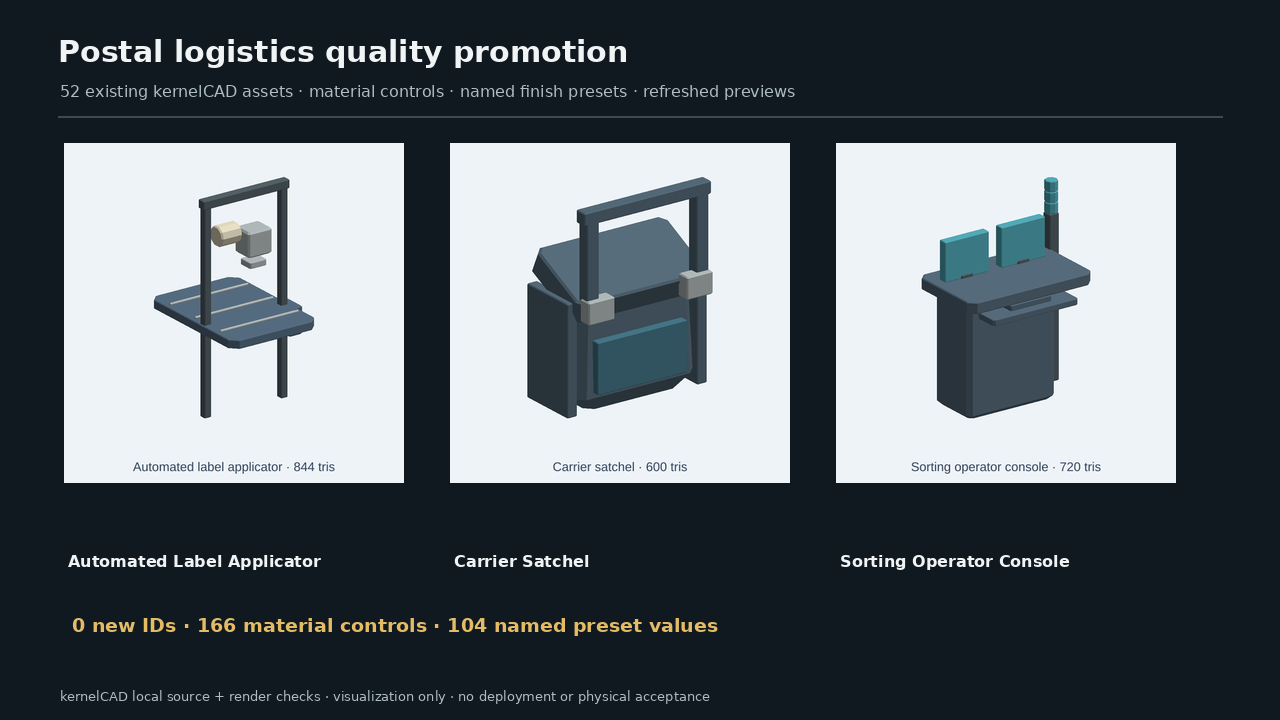 Postal logistics quality promotion
52 existing kernelCAD assets · material controls · named finish presets · refreshed previews
Automated label applicator · 844 tris
Carrier satchel · 600 tris
Sorting operator console · 720 tris
Automated Label Applicator
Carrier Satchel
Sorting Operator Console
0 new IDs · 166 material controls · 104 named preset values
kernelCAD local source + render checks · visualization only · no deployment or physical acceptance